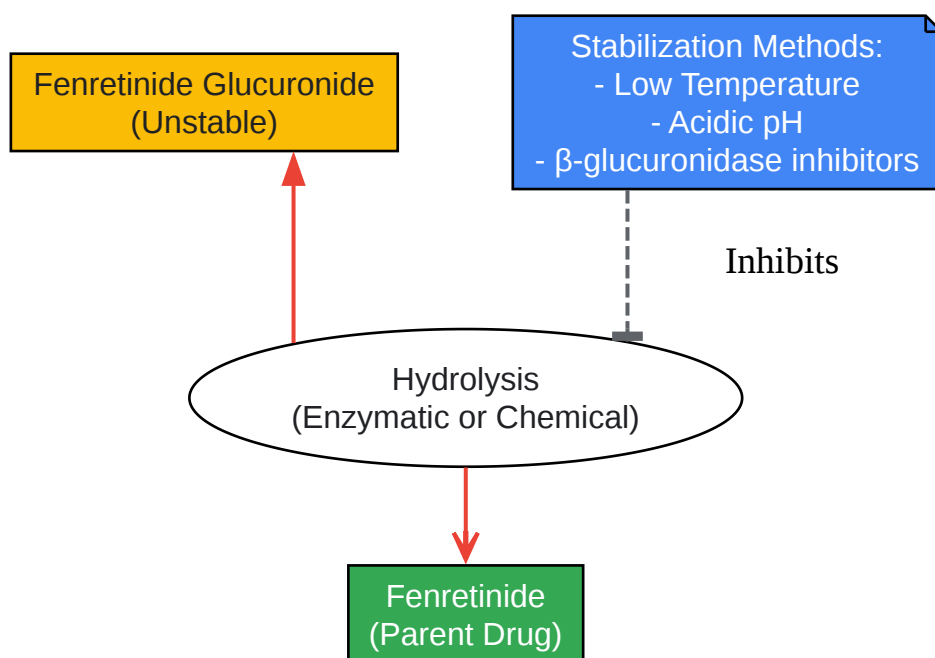 Fenretinide Glucuronide
(Unstable)
Stabilization Methods:
- Low Temperature
- Acidic pH
- β-glucuronidase inhibitors
Inhibits
Hydrolysis
(Enzymatic or Chemical)
Fenretinide
(Parent Drug)